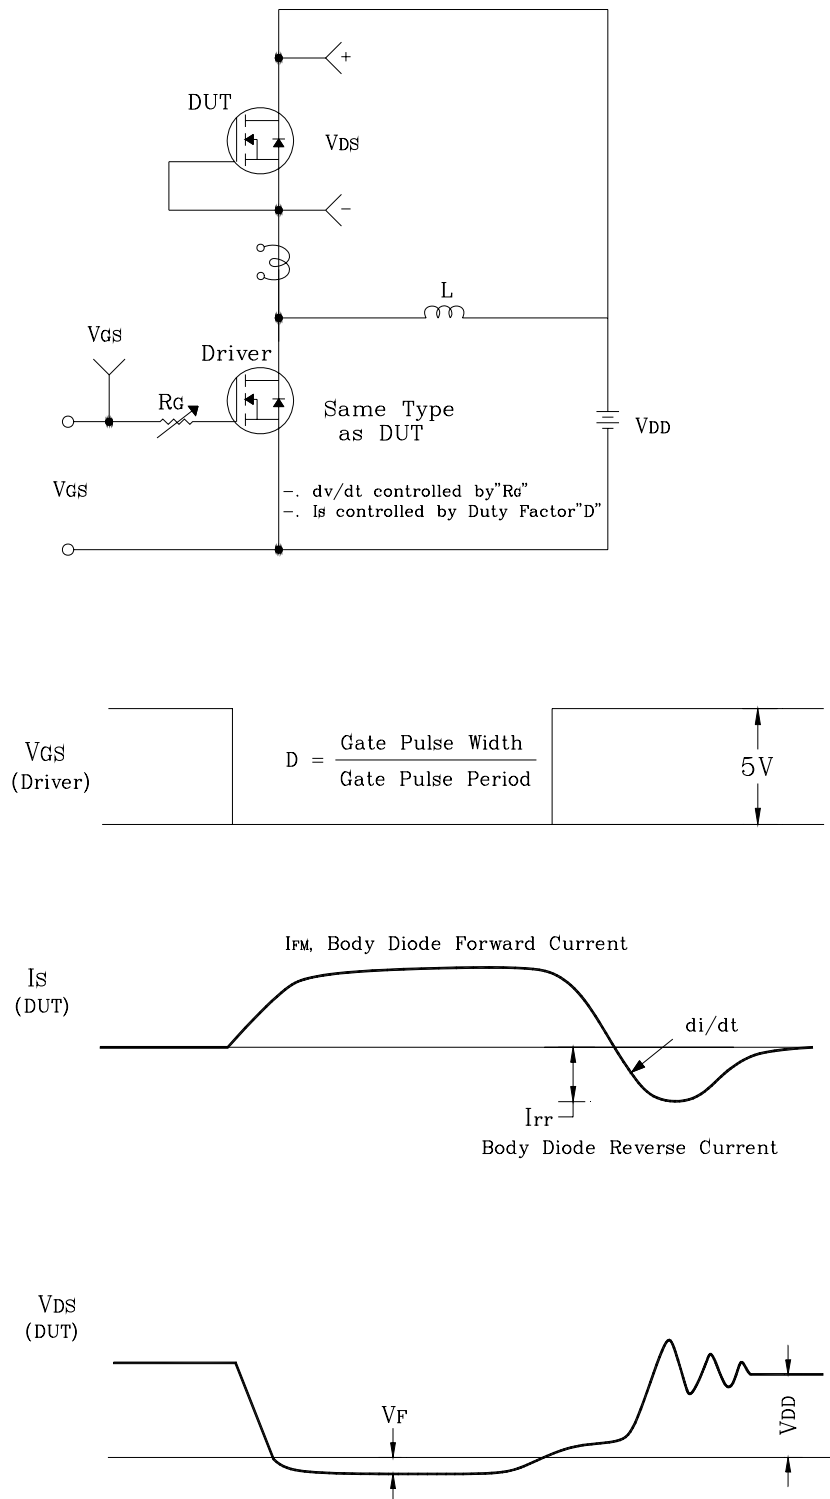 +
DUT
VDS
−
L
VGS
Driver
RG
Same Type
as DUT
VDD
VGS
−. dv/dt controlled by"RG"
−. Is controlled by Duty Factor"D"
VGS
(Driver)
D = Gate Pulse Width
Gate Pulse Period
5V
IFM, Body Diode Forward Current
IS
(DUT)
di/dt
Irr
Body Diode Reverse Current
VDS
(DUT)
VF
VDD